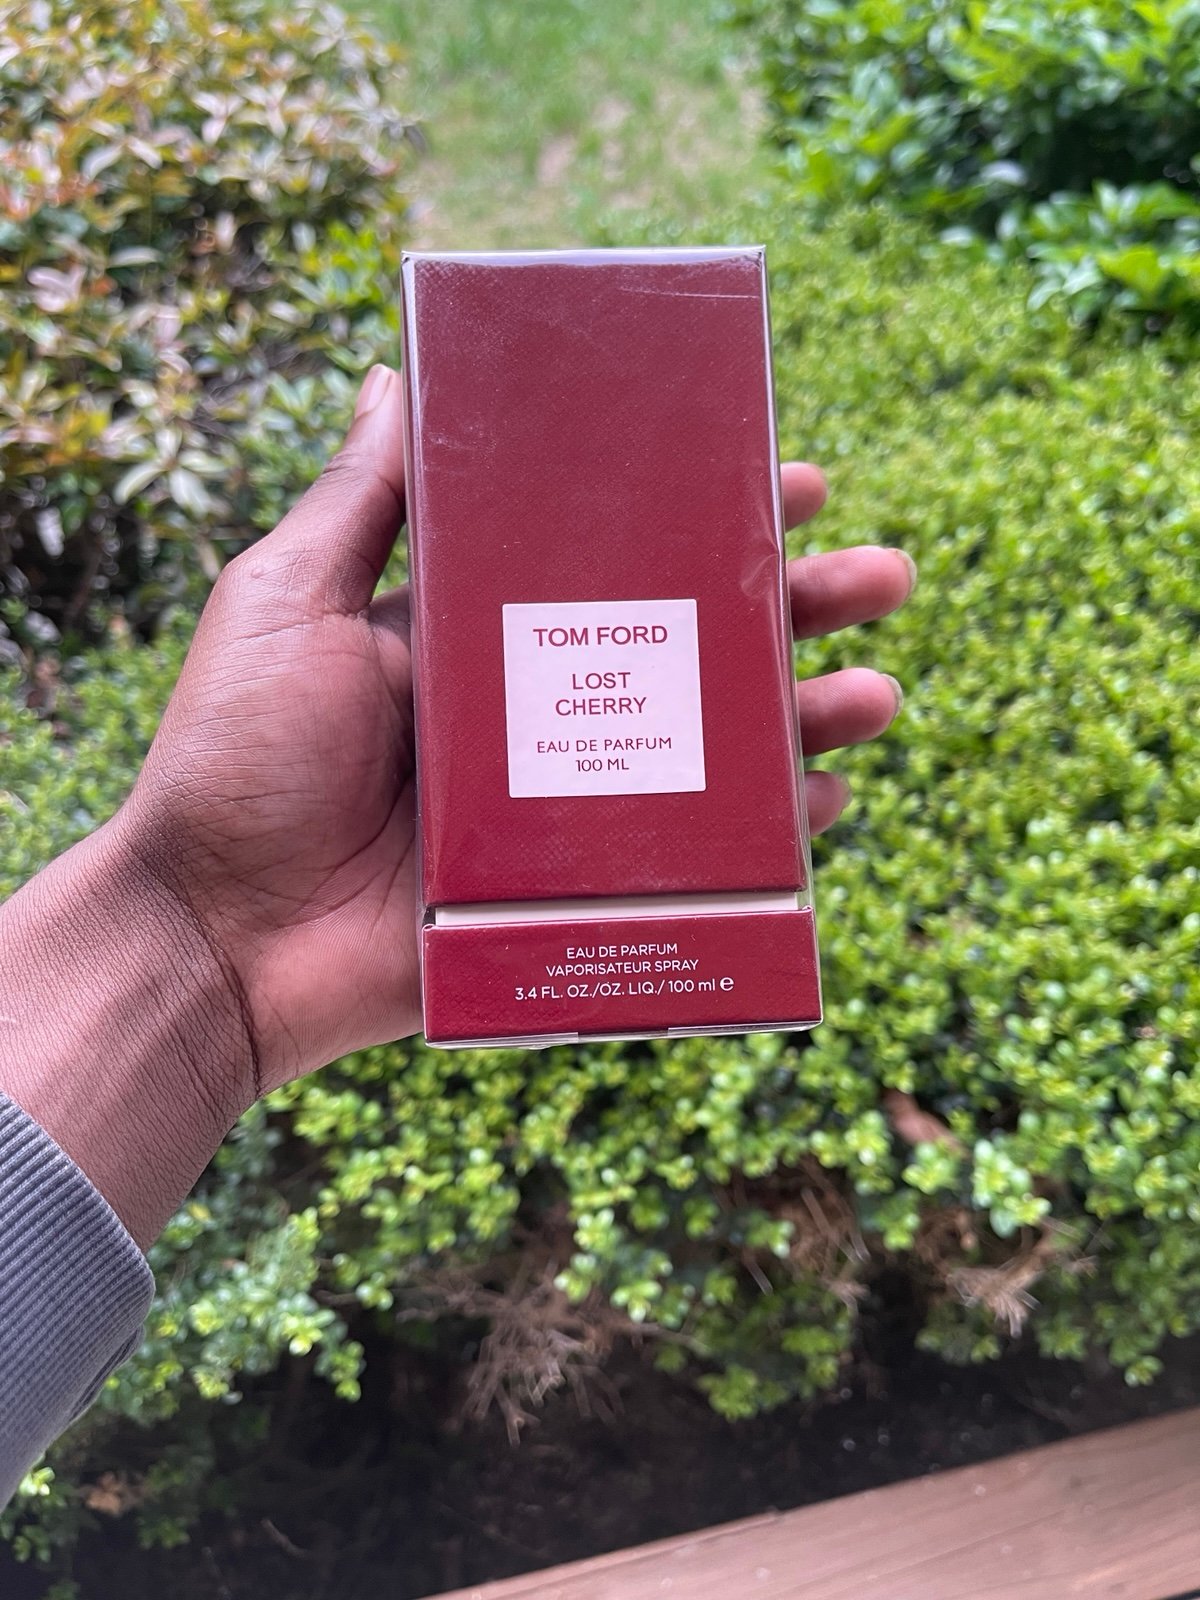 TOM FORD
LOST
CHERRY
EAU DE PARFUM
100 ML
EAU DE PARFUM
VAPORISATEUR SPRAY
3.4 FL. OZ./OZ. LIQ./ 100 ml ℮